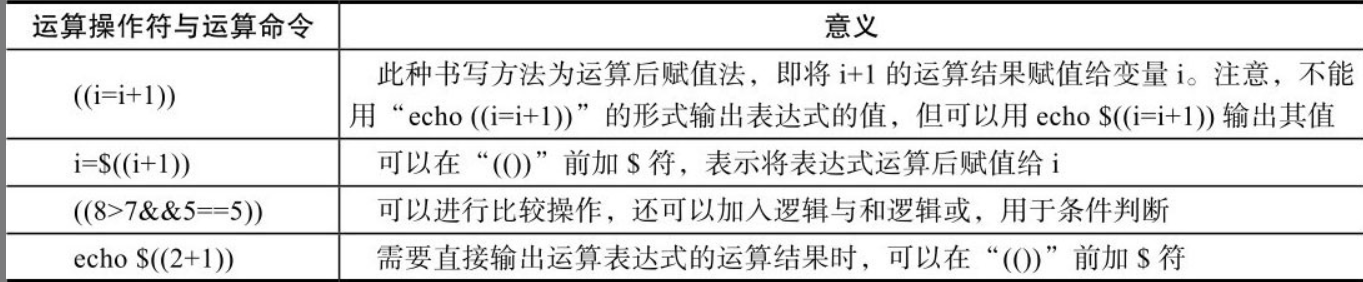 运算操作符与运算命令 意义
((i=i+1)) 此种书写方法为运算后赋值法，即将 i+1 的运算结果赋值给变量 i。注意，不能
用“echo ((i=i+1))”的形式输出表达式的值，但可以用 echo $((i=i+1)) 输出其值
i=$((i+1)) 可以在“(())”前加 $ 符，表示将表达式运算后赋值给 i
((8>7&&5==5)) 可以进行比较操作，还可以加入逻辑与和逻辑或，用于条件判断
echo $((2+1)) 需要直接输出运算表达式的运算结果时，可以在“(())”前加 $ 符